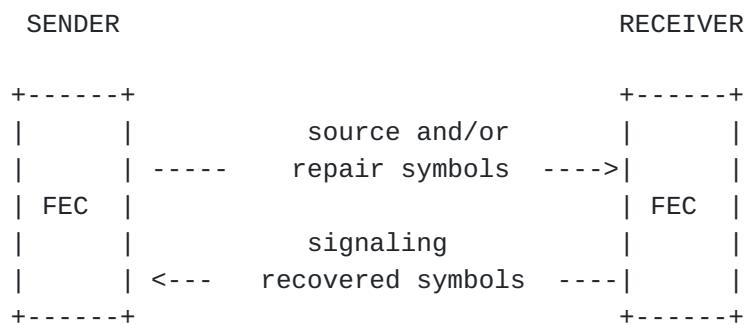 SENDER                                RECEIVER

+------+                                +------+
|      |           source and/or       |      |
|      | -----    repair symbols  ---->|      |
| FEC  |                                | FEC  |
|      |           signaling           |      |
|      | <---   recovered symbols  ----|      |
+------+                                +------+